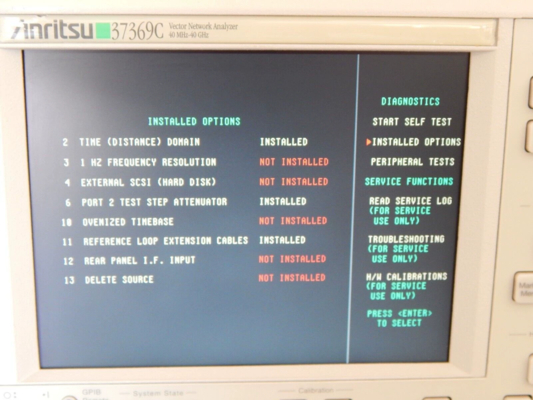 Anritsu 37369C Vector Network Analyzer
40 MHz-40 GHz
INSTALLED OPTIONS
2 TIME (DISTANCE) DOMAIN INSTALLED
3 1 HZ FREQUENCY RESOLUTION NOT INSTALLED
4 EXTERNAL SCSI (HARD DISK) NOT INSTALLED
6 PORT 2 TEST STEP ATTENUATOR INSTALLED
10 OVENIZED TIMEBASE NOT INSTALLED
11 REFERENCE LOOP EXTENSION CABLES INSTALLED
12 REAR PANEL I.F. INPUT NOT INSTALLED
13 DELETE SOURCE NOT INSTALLED
DIAGNOSTICS
START SELF TEST
INSTALLED OPTIONS
PERIPHERAL TESTS
SERVICE FUNCTIONS
READ SERVICE LOG
(FOR SERVICE
USE ONLY)
TROUBLESHOOTING
(FOR SERVICE
USE ONLY)
H/W CALIBRATIONS
(FOR SERVICE
USE ONLY)
PRESS <ENTER>
TO SELECT
GPIB
System State
Calibration